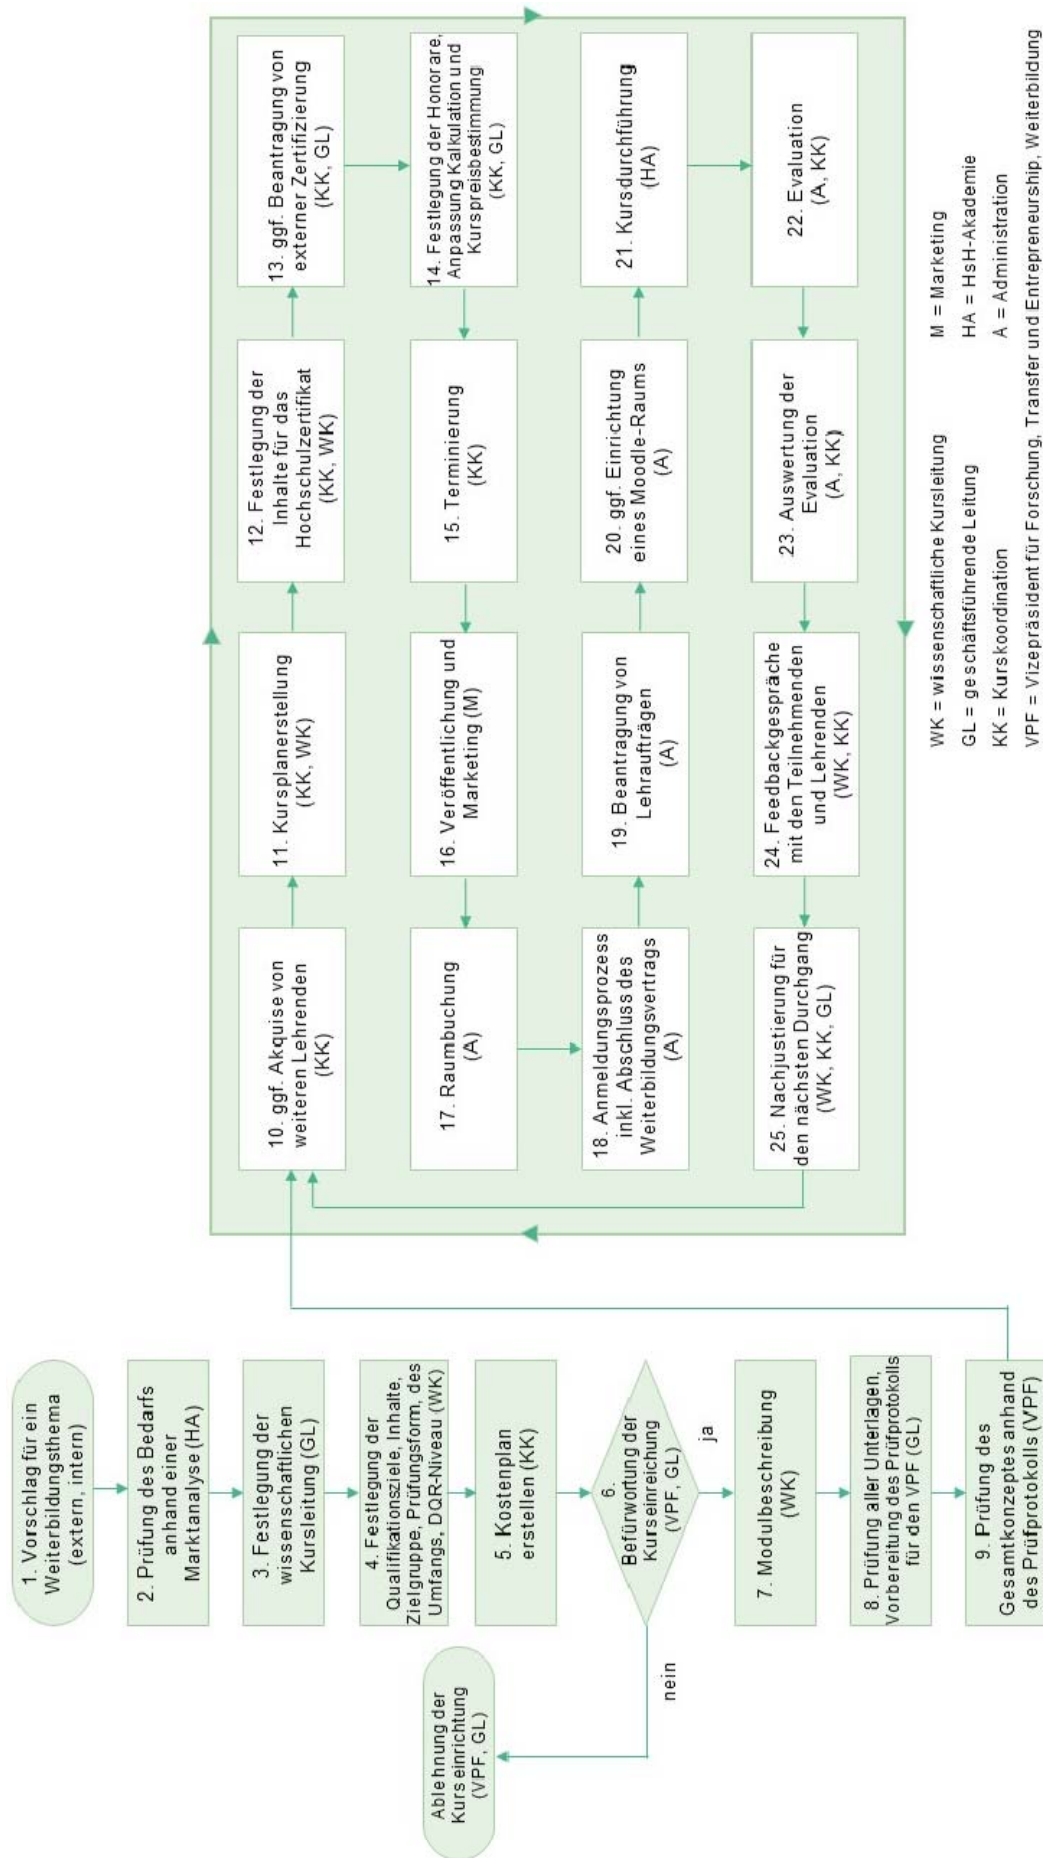 1. Vorschlag für ein
Weiterbildungsthema
(extern, intern)
2. Prüfung des Bedarfs
anhand einer
Marktanalyse (HA)
3. Festlegung der
wissenschaftlichen
Kursleitung (GL)
4. Festlegung der
Qualifikationsziele, Inhalte,
Zielgruppe, Prüfungsform, des
Umfangs, DQR-Niveau (WK)
5. Kostenplan
erstellen (KK)
6.
Befürwortung der
Kurseinreichung
(VPF, GL)
nein
ja
Ablehnung der
Kurseinrichtung
(VPF, GL)
7. Modulbeschreibung
(WK)
8. Prüfung aller Unterlagen,
Vorbereitung des Prüfprotokolls
für den VPF (GL)
9. Prüfung des
Gesamtkonzeptes anhand
des Prüfprotokolls (VPF)
10. ggf. Akquise von
weiteren Lehrenden
(KK)
11. Kursplanerstellung
(KK, WK)
12. Festlegung der
Inhalte für das
Hochschulzertifikat
(KK, WK)
13. ggf. Beantragung von
externer Zertifizierung
(KK, GL)
14. Festlegung der Honorare,
Anpassung Kalkulation und
Kurspreisbestimmung
(KK, GL)
15. Terminierung
(KK)
16. Veröffentlichung und
Marketing (M)
17. Raumbuchung
(A)
18. Anmeldungsprozess
inkl. Abschluss des
Weiterbildungsvertrags
(A)
19. Beantragung von
Lehraufträgen
(A)
20. ggf. Einrichtung
eines Moodle-Raums
(A)
21. Kursdurchführung
(HA)
22. Evaluation
(A, KK)
23. Auswertung der
Evaluation
(A, KK)
24. Feedbackgespräche
mit den Teilnehmenden
und Lehrenden
(WK, KK)
25. Nachjustierung für
den nächsten Durchgang
(WK, KK, GL)
WK = wissenschaftliche Kursleitung
GL = geschäftsführende Leitung
KK = Kurskoordination
VPF = Vizepräsident für Forschung, Transfer und Entrepreneurship, Weiterbildung
M = Marketing
HA = HsH-Akademie
A = Administration